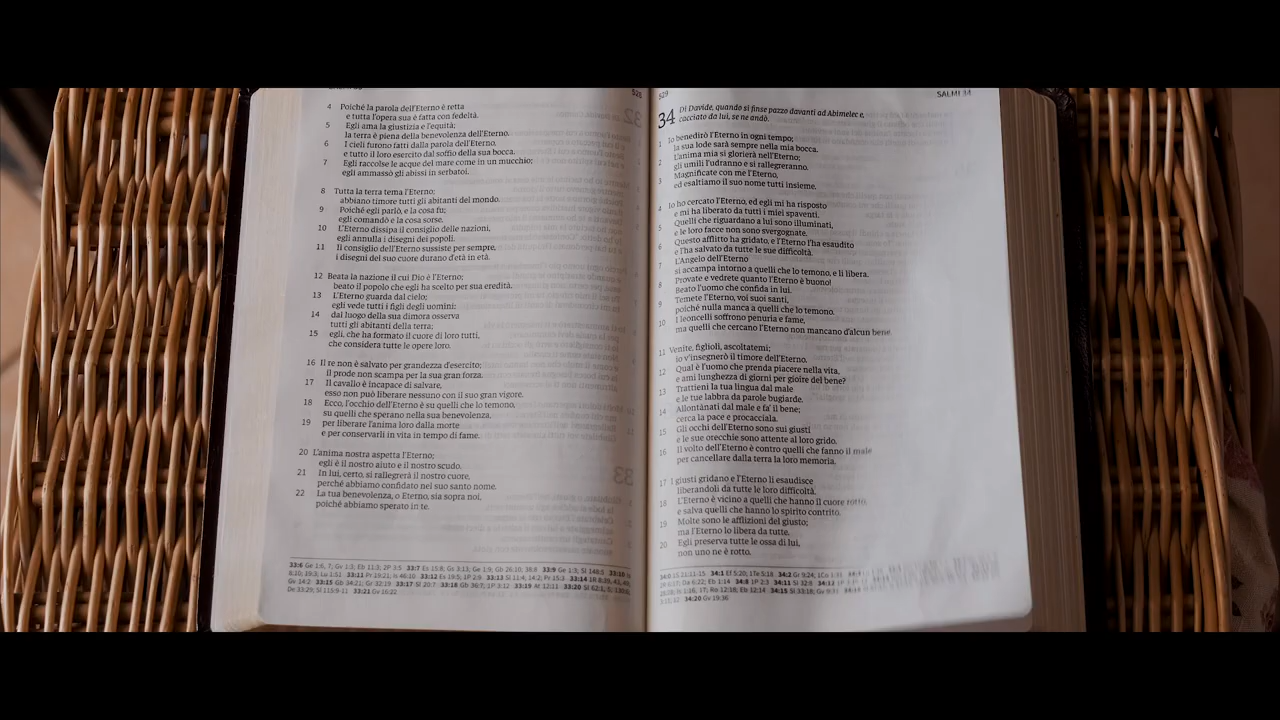 528
4 Poiché la parola dell'Eterno è retta
e tutta l'opera sua è fatta con fedeltà.
5 Egli ama la giustizia e l'equità;
la terra è piena della benevolenza dell'Eterno.
6 I cieli furono fatti dalla parola dell'Eterno,
e tutto il loro esercito dal soffio della sua bocca.
7 Egli raccolse le acque del mare come in un mucchio;
egli ammassò gli abissi in serbatoi.
8 Tutta la terra tema l'Eterno;
abbiano timore tutti gli abitanti del mondo.
9 Poiché egli parlò, e la cosa fu;
egli comandò e la cosa sorse.
10 L'Eterno dissipa il consiglio delle nazioni,
egli annulla i disegni dei popoli.
11 Il consiglio dell'Eterno sussiste per sempre,
i disegni del suo cuore durano d'età in età.
12 Beata la nazione il cui Dio è l'Eterno;
beato il popolo che egli ha scelto per sua eredità.
13 L'Eterno guarda dal cielo;
egli vede tutti i figli degli uomini;
14 dal luogo della sua dimora osserva
tutti gli abitanti della terra;
15 egli, che ha formato il cuore di loro tutti,
che considera tutte le opere loro.
16 Il re non è salvato per grandezza d'esercito;
il prode non scampa per la sua gran forza.
17 Il cavallo è incapace di salvare,
esso non può liberare nessuno con il suo gran vigore.
18 Ecco, l'occhio dell'Eterno è su quelli che lo temono,
su quelli che sperano nella sua benevolenza,
19 per liberare l'anima loro dalla morte
e per conservarli in vita in tempo di fame.
20 L'anima nostra aspetta l'Eterno;
egli è il nostro aiuto e il nostro scudo.
21 In lui, certo, si rallegrerà il nostro cuore,
perché abbiamo confidato nel suo santo nome.
22 La tua benevolenza, o Eterno, sia sopra noi,
poiché abbiamo sperato in te.
529 SALMI 34
34 Di Davide, quando si finse pazzo davanti ad Abimelec e,
cacciato da lui, se ne andò.
1 Io benedirò l'Eterno in ogni tempo;
la sua lode sarà sempre nella mia bocca.
2 L'anima mia si glorierà nell'Eterno;
gli umili l'udranno e si rallegreranno.
3 Magnificate con me l'Eterno,
ed esaltiamo il suo nome tutti insieme.
4 Io ho cercato l'Eterno, ed egli mi ha risposto
e mi ha liberato da tutti i miei spaventi.
5 Quelli che riguardano a lui sono illuminati,
e le loro facce non sono svergognate.
6 Questo afflitto ha gridato, e l'Eterno l'ha esaudito
e l'ha salvato da tutte le sue difficoltà.
7 L'Angelo dell'Eterno
si accampa intorno a quelli che lo temono, e li libera.
8 Provate e vedrete quanto l'Eterno è buono!
Beato l'uomo che confida in lui.
9 Temete l'Eterno, voi suoi santi,
poiché nulla manca a quelli che lo temono.
10 I leoncelli soffrono penuria e fame,
ma quelli che cercano l'Eterno non mancano d'alcun bene.
11 Venite, figlioli, ascoltatemi;
io v'insegnerò il timore dell'Eterno.
12 Qual è l'uomo che prenda piacere nella vita,
e ami lunghezza di giorni per gioire del bene?
13 Trattieni la tua lingua dal male
e le tue labbra da parole bugiarde.
14 Allontànati dal male e fa' il bene;
cerca la pace e procacciala.
15 Gli occhi dell'Eterno sono sui giusti
e le sue orecchie sono attente al loro grido.
16 Il volto dell'Eterno è contro quelli che fanno il male
per cancellare dalla terra la loro memoria.
17 I giusti gridano e l'Eterno li esaudisce
liberandoli da tutte le loro difficoltà.
18 L'Eterno è vicino a quelli che hanno il cuore rotto,
e salva quelli che hanno lo spirito contrito.
19 Molte sono le afflizioni del giusto;
ma l'Eterno lo libera da tutte.
20 Egli preserva tutte le ossa di lui,
non uno ne è rotto.